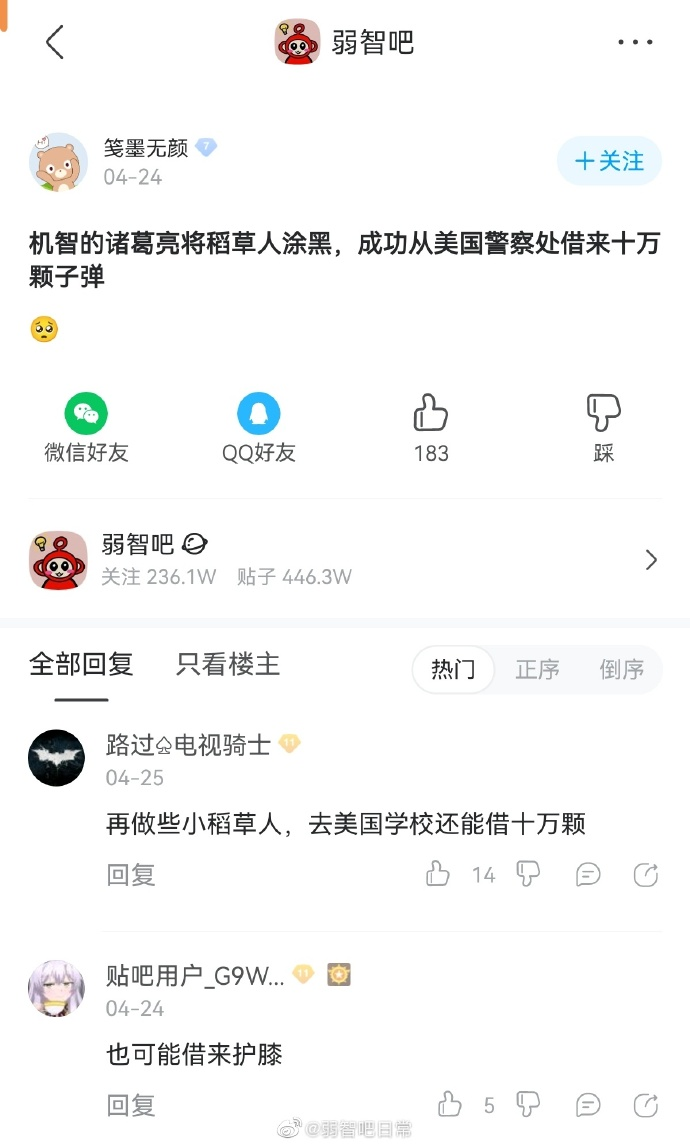 弱智吧
笺墨无颜 7
04-24
+关注
机智的诸葛亮将稻草人涂黑，成功从美国警察处借来十万
颗子弹
🥺
微信好友
QQ好友
183
踩
弱智吧
关注 236.1W 贴子 446.3W
全部回复 只看楼主
热门 正序 倒序
路过♤电视骑士 11
04-25
再做些小稻草人，去美国学校还能借十万颗
回复 14
贴吧用户_G9W... 11
04-24
也可能借来护膝
回复 5
@弱智吧日常